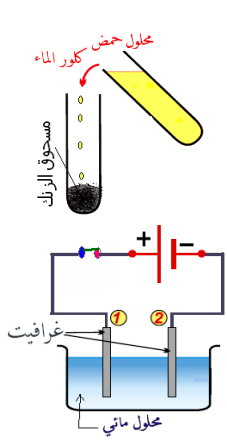 محلول حمض كلور الماء
مسحوق الزنك
+ −
1 2
غرافيت
محلول مائي